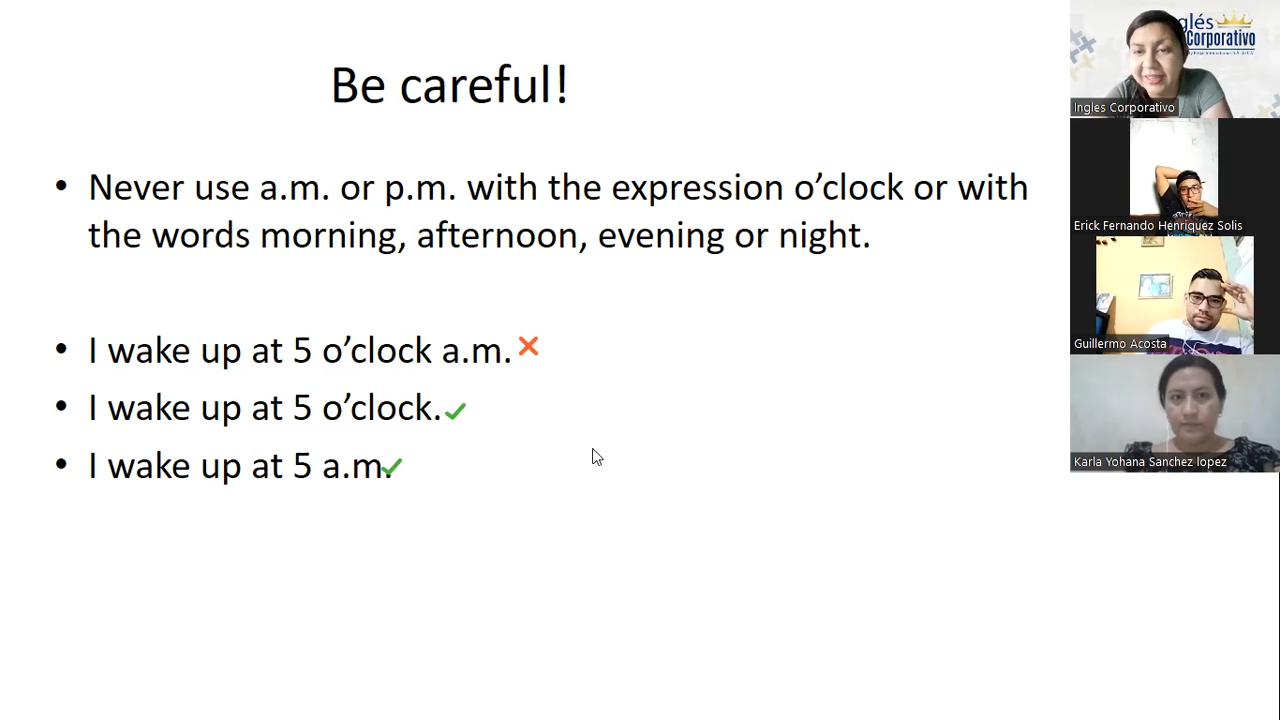 Be careful!
• Never use a.m. or p.m. with the expression o’clock or with
the words morning, afternoon, evening or night.
• I wake up at 5 o’clock a.m.
• I wake up at 5 o’clock.
• I wake up at 5 a.m.
glés
Corporativo
Ingles Corporativo
Erick Fernando Henriquez Solis
Guillermo Acosta
Karla Yohana Sanchez lopez